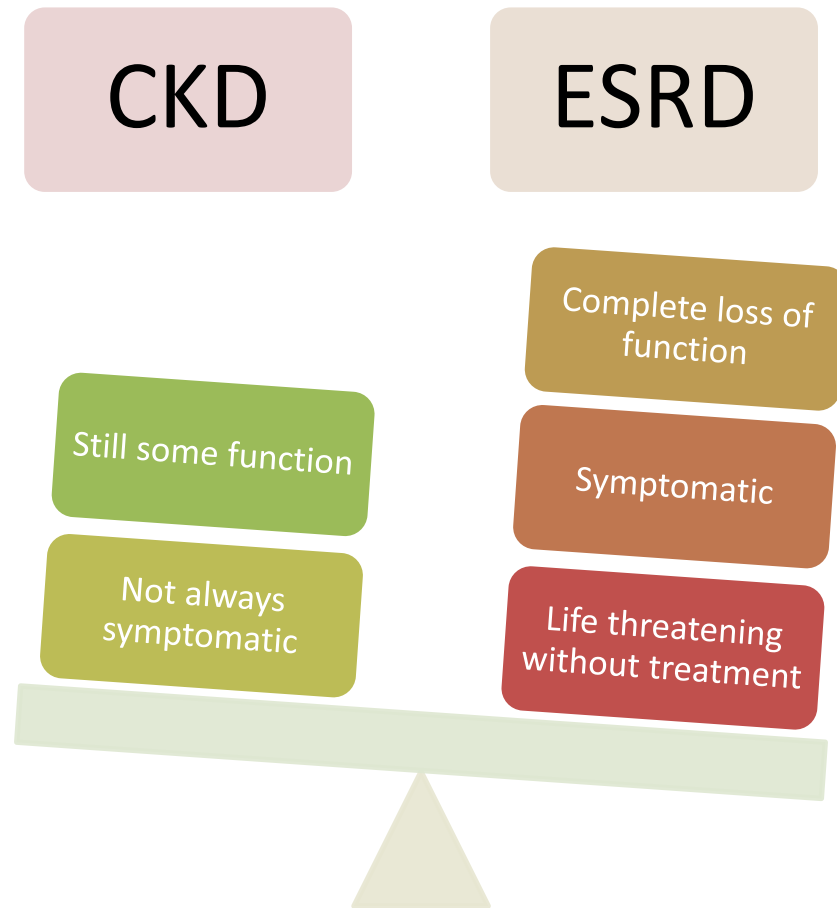 CKD
ESRD
Still some function
Not always
symptomatic
Complete loss of
function
Symptomatic
Life threatening
without treatment